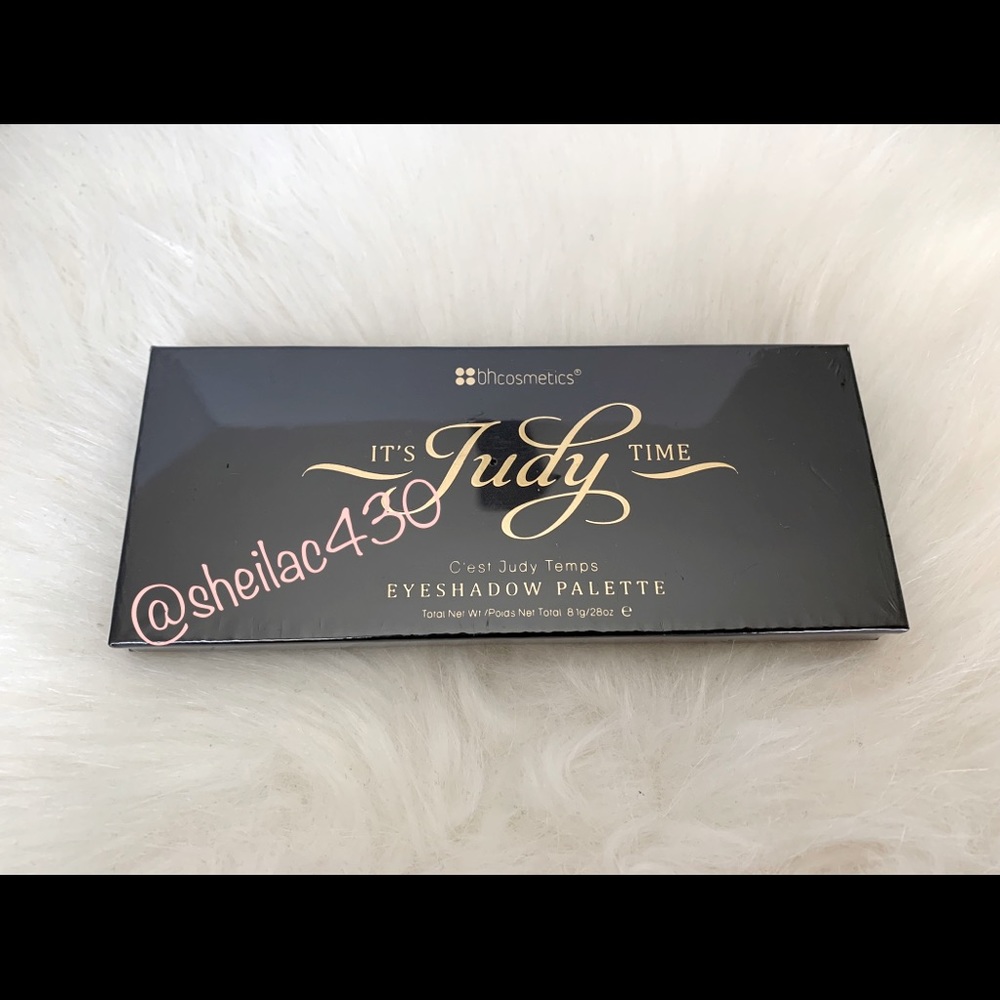 bhcosmetics®
IT'S Judy TIME
@sheilac430
C'est Judy Temps
EYESHADOW PALETTE
Total Net Wt /Poids Net Total 8.1g/28oz ℮